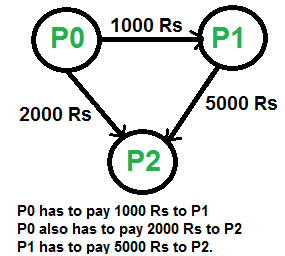 1000 Rs
P0
P1
2000 Rs
5000 Rs
P2
P0 has to pay 1000 Rs to P1
P0 also has to pay 2000 Rs to P2
P1 has to pay 5000 Rs to P2.